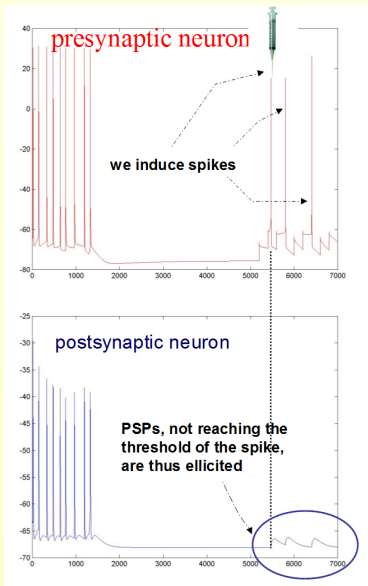 presynaptic neuron
40
20
0
-20
-40
-60
-80
we induce spikes
0 1000 2000 3000 4000 5000 6000 7000
-25
-30
-35
-40
-45
-50
-55
-60
-65
-70
postsynaptic neuron
PSPs, not reaching the
threshold of the spike,
are thus ellicited
0 1000 2000 3000 4000 5000 6000 7000